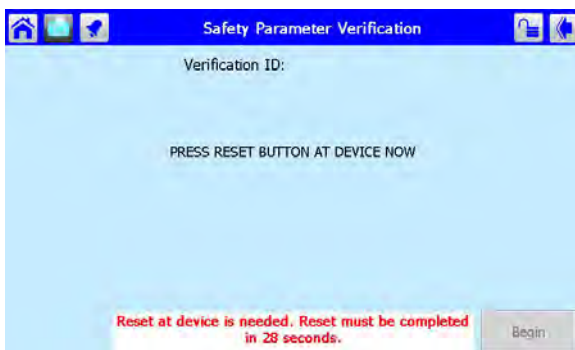 Safety Parameter Verification
Verification ID:
PRESS RESET BUTTON AT DEVICE NOW
Reset at device is needed. Reset must be completed
in 28 seconds.
Begin